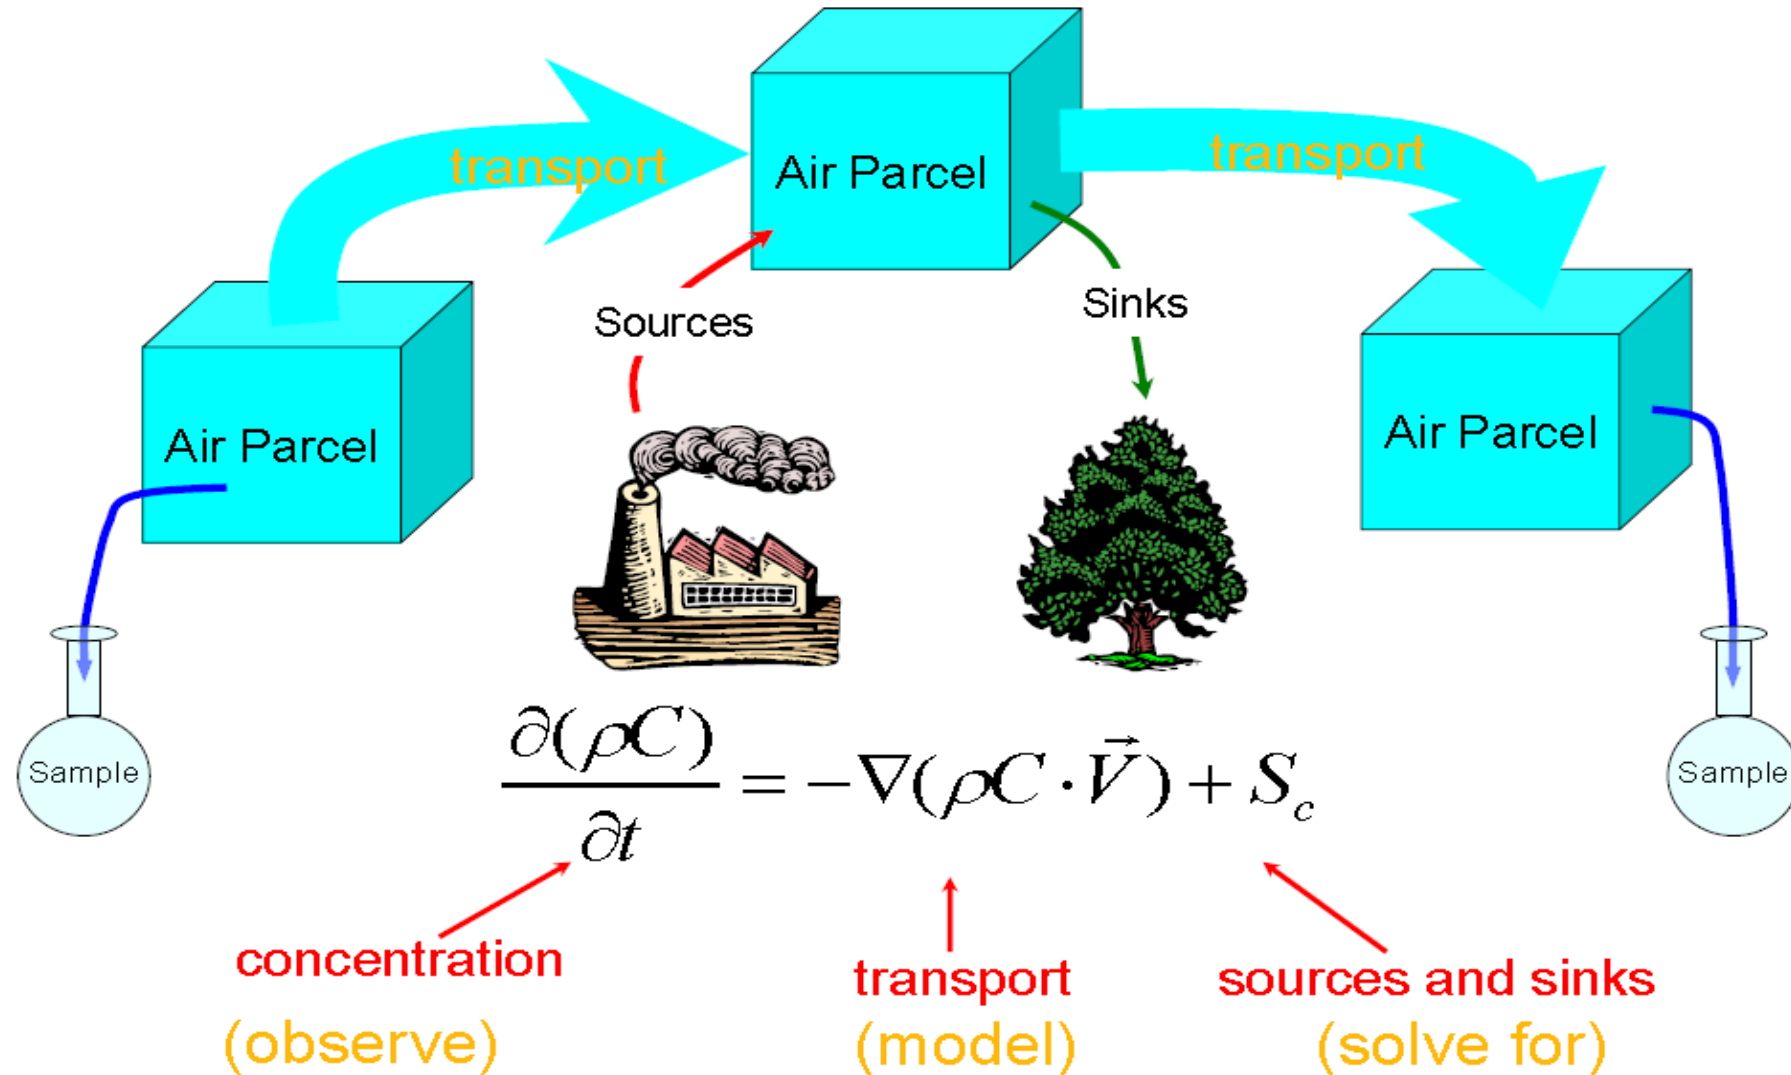 transport
transport
Air Parcel
Sources
Sinks
Air Parcel
Air Parcel
Sample
Sample
∂(ρC)/∂t = −∇(ρC · V⃗) + S_c
concentration
transport
sources and sinks
(observe)
(model)
(solve for)